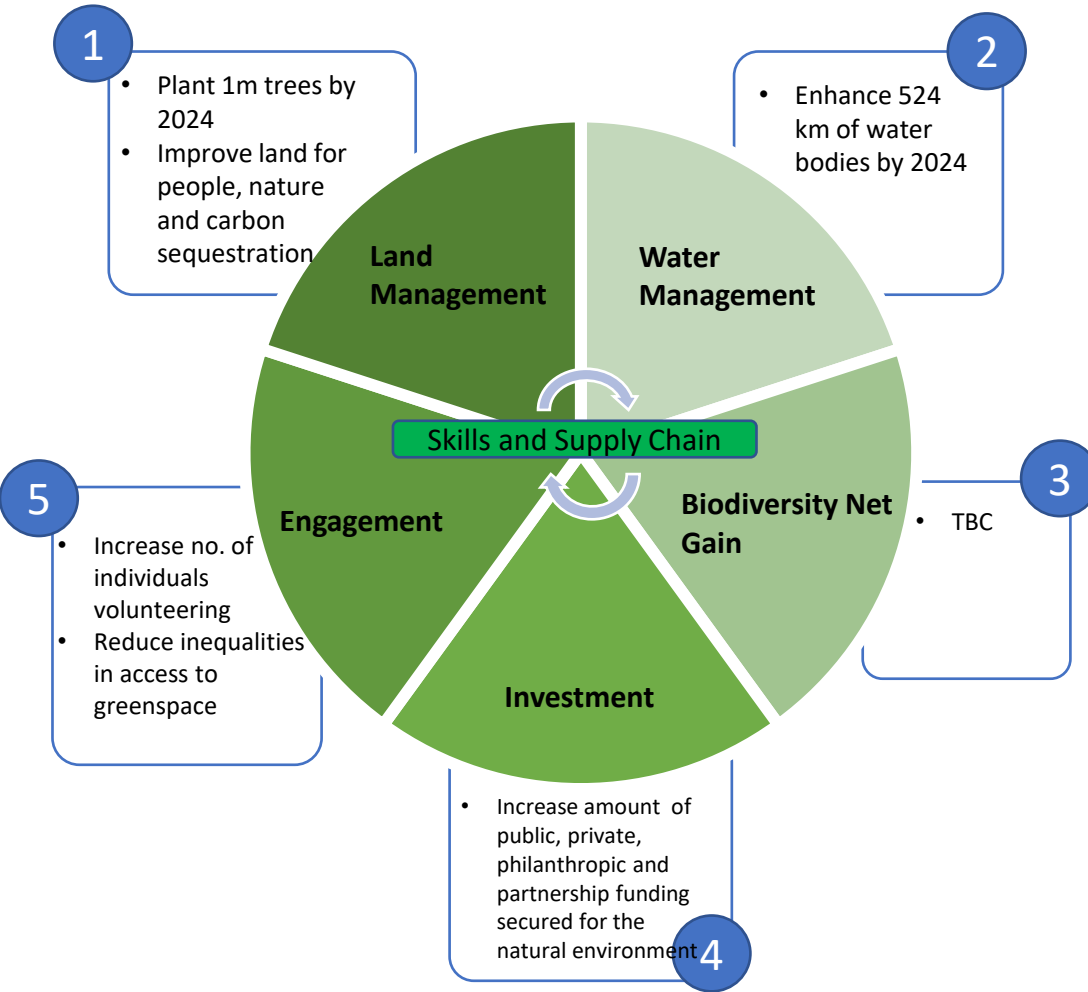 1
• Plant 1m trees by
2024
• Improve land for
people, nature
and carbon
sequestration
Land
Management
2
• Enhance 524
km of water
bodies by 2024
Water
Management
Skills and Supply Chain
3
• TBC
Biodiversity Net
Gain
5
• Increase no. of
individuals
volunteering
• Reduce inequalities
in access to
greenspace
Engagement
Investment
• Increase amount of
public, private,
philanthropic and
partnership funding
secured for the
natural environment
4